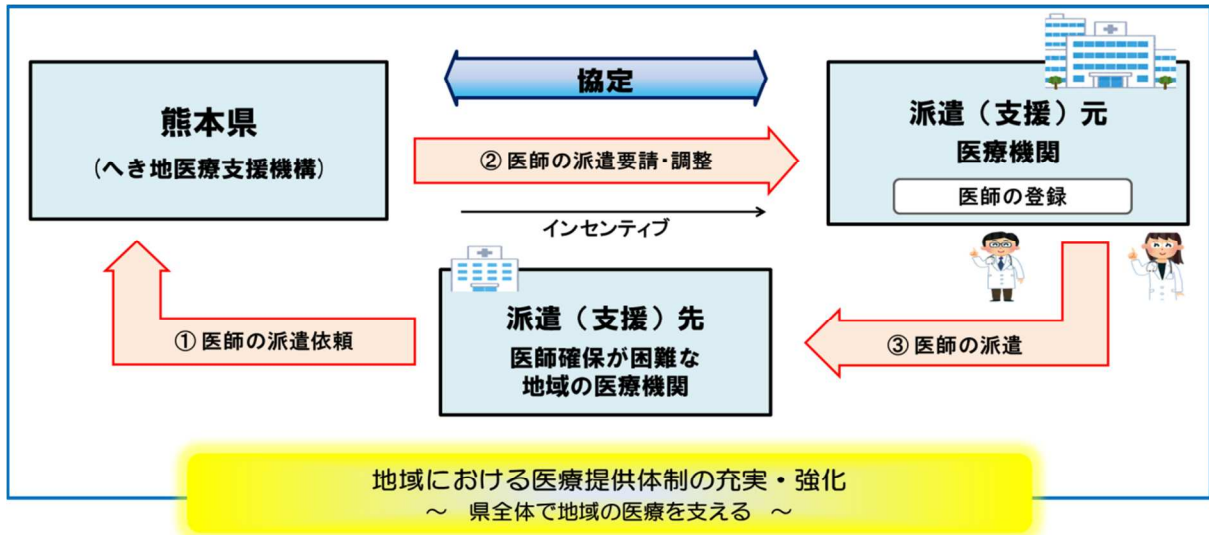 熊本県
(へき地医療支援機構)
協定
派遣（支援）元
医療機関
医師の登録
② 医師の派遣要請・調整
インセンティブ
派遣（支援）先
医師確保が困難な
地域の医療機関
① 医師の派遣依頼
③ 医師の派遣
地域における医療提供体制の充実・強化
～ 県全体で地域の医療を支える ～